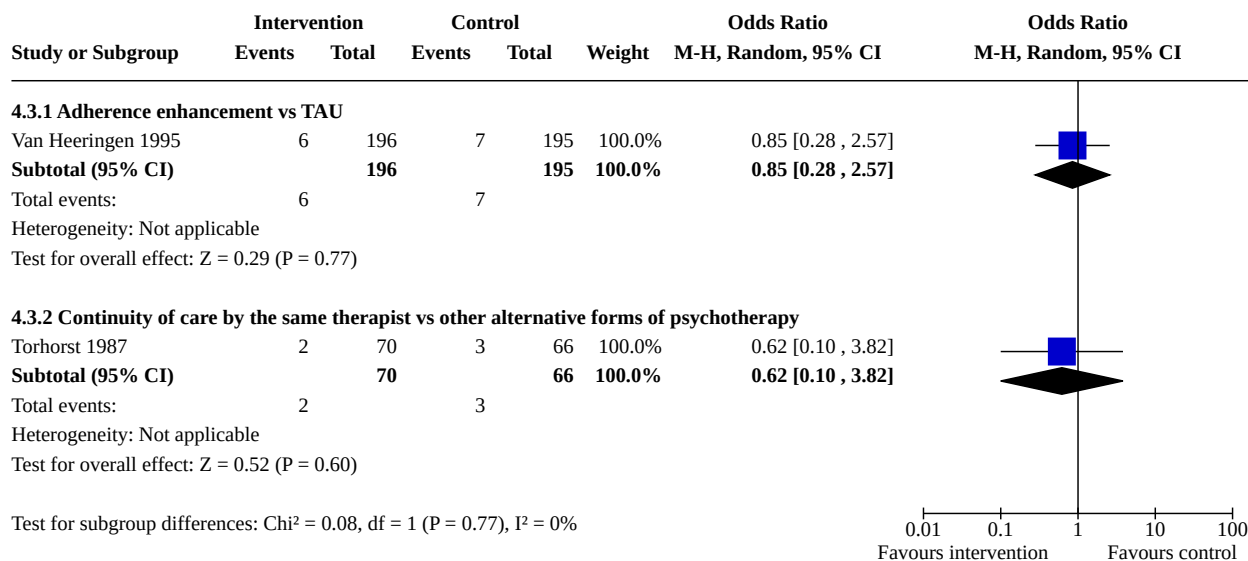 Intervention Control Odds Ratio Odds Ratio
Study or Subgroup Events Total Events Total Weight M-H, Random, 95% CI M-H, Random, 95% CI
4.3.1 Adherence enhancement vs TAU
Van Heeringen 1995 6 196 7 195 100.0% 0.85 [0.28 , 2.57]
Subtotal (95% CI) 196 195 100.0% 0.85 [0.28 , 2.57]
Total events: 6 7
Heterogeneity: Not applicable
Test for overall effect: Z = 0.29 (P = 0.77)
4.3.2 Continuity of care by the same therapist vs other alternative forms of psychotherapy
Torhorst 1987 2 70 3 66 100.0% 0.62 [0.10 , 3.82]
Subtotal (95% CI) 70 66 100.0% 0.62 [0.10 , 3.82]
Total events: 2 3
Heterogeneity: Not applicable
Test for overall effect: Z = 0.52 (P = 0.60)
Test for subgroup differences: Chi² = 0.08, df = 1 (P = 0.77), I² = 0%
0.01 0.1 1 10 100
Favours intervention Favours control